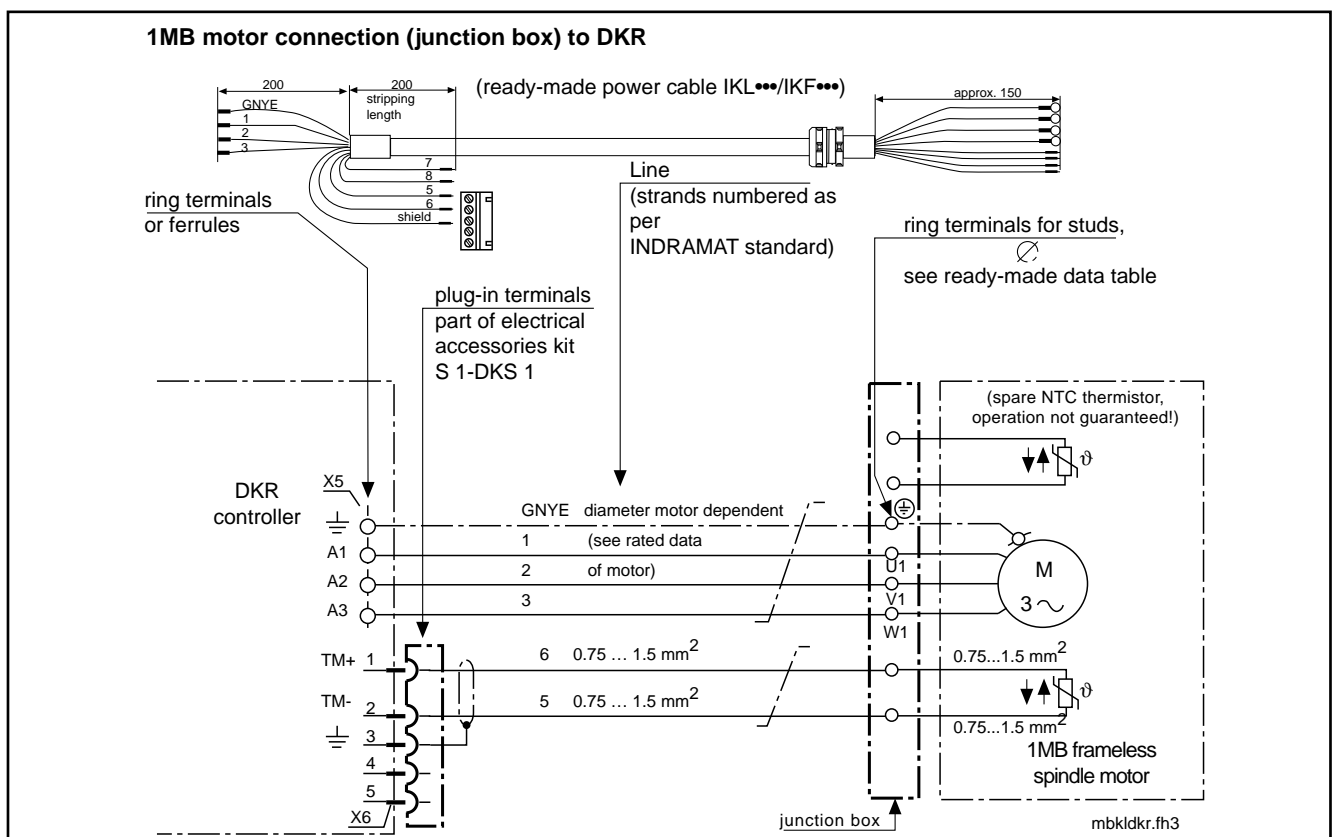 1MB motor connection (junction box) to DKR
200
200
stripping
length
(ready-made power cable IKL•••/IKF•••)
approx. 150
GNYE
1
2
3
7
8
5
6
shield
ring terminals
or ferrules
Line
(strands numbered as
per
INDRAMAT standard)
ring terminals for studs,
∅
see ready-made data table
plug-in terminals
part of electrical
accessories kit
S 1-DKS 1
(spare NTC thermistor,
operation not guaranteed!)
ϑ
DKR
controller
X5
GNYE diameter motor dependent
A1
1 (see rated data
U1
A2
2 of motor)
V1
A3
3
W1
M
3 ~
TM+ 1
6 0.75 ... 1.5 mm2
0.75...1.5 mm2
TM- 2
5 0.75 ... 1.5 mm2
ϑ
0.75...1.5 mm2
3
4
5
X6
1MB frameless
spindle motor
junction box
mbkldkr.fh3